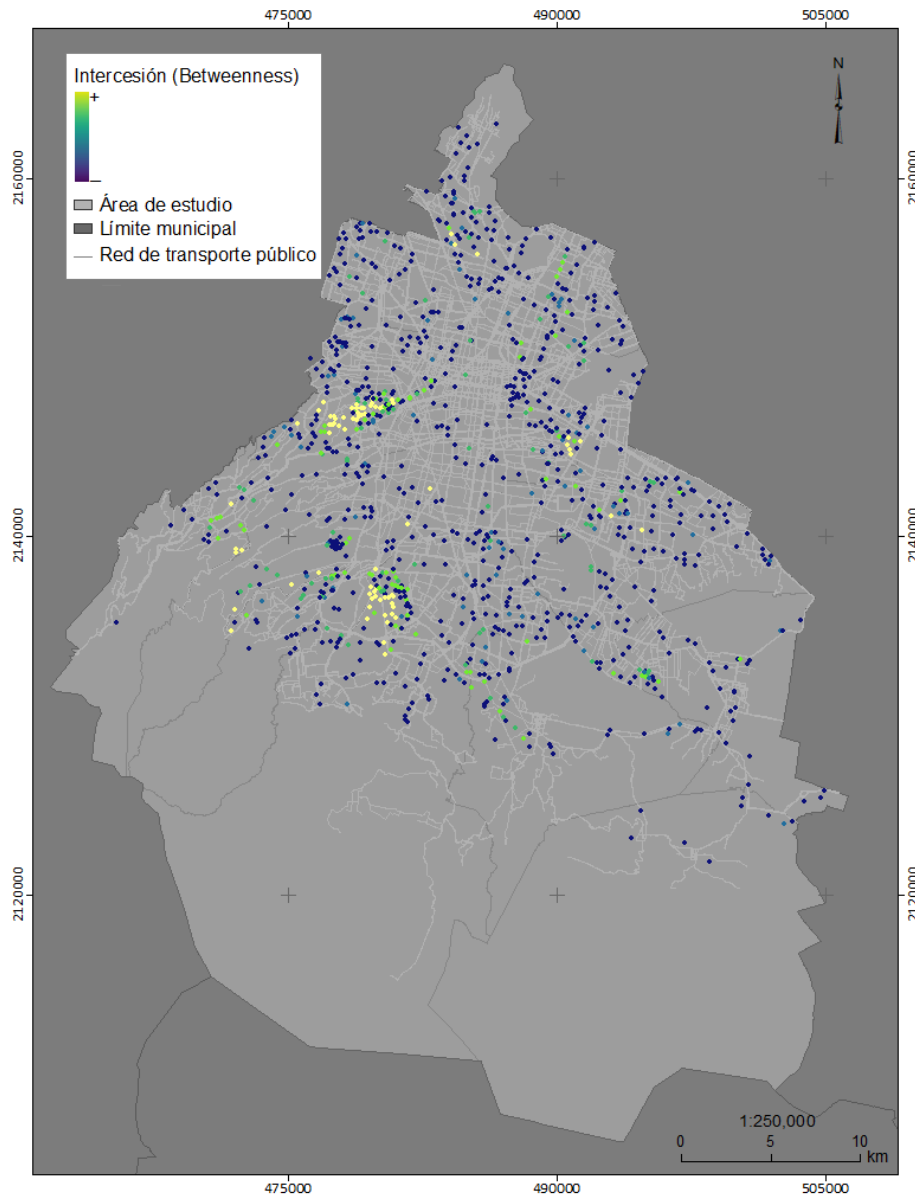 475000 490000 505000
Intercesión (Betweenness)
+
–
Área de estudio
Límite municipal
Red de transporte público
N
2160000 2160000
2140000 2140000
2120000 2120000
1:250,000
0 5 10
km
475000 490000 505000